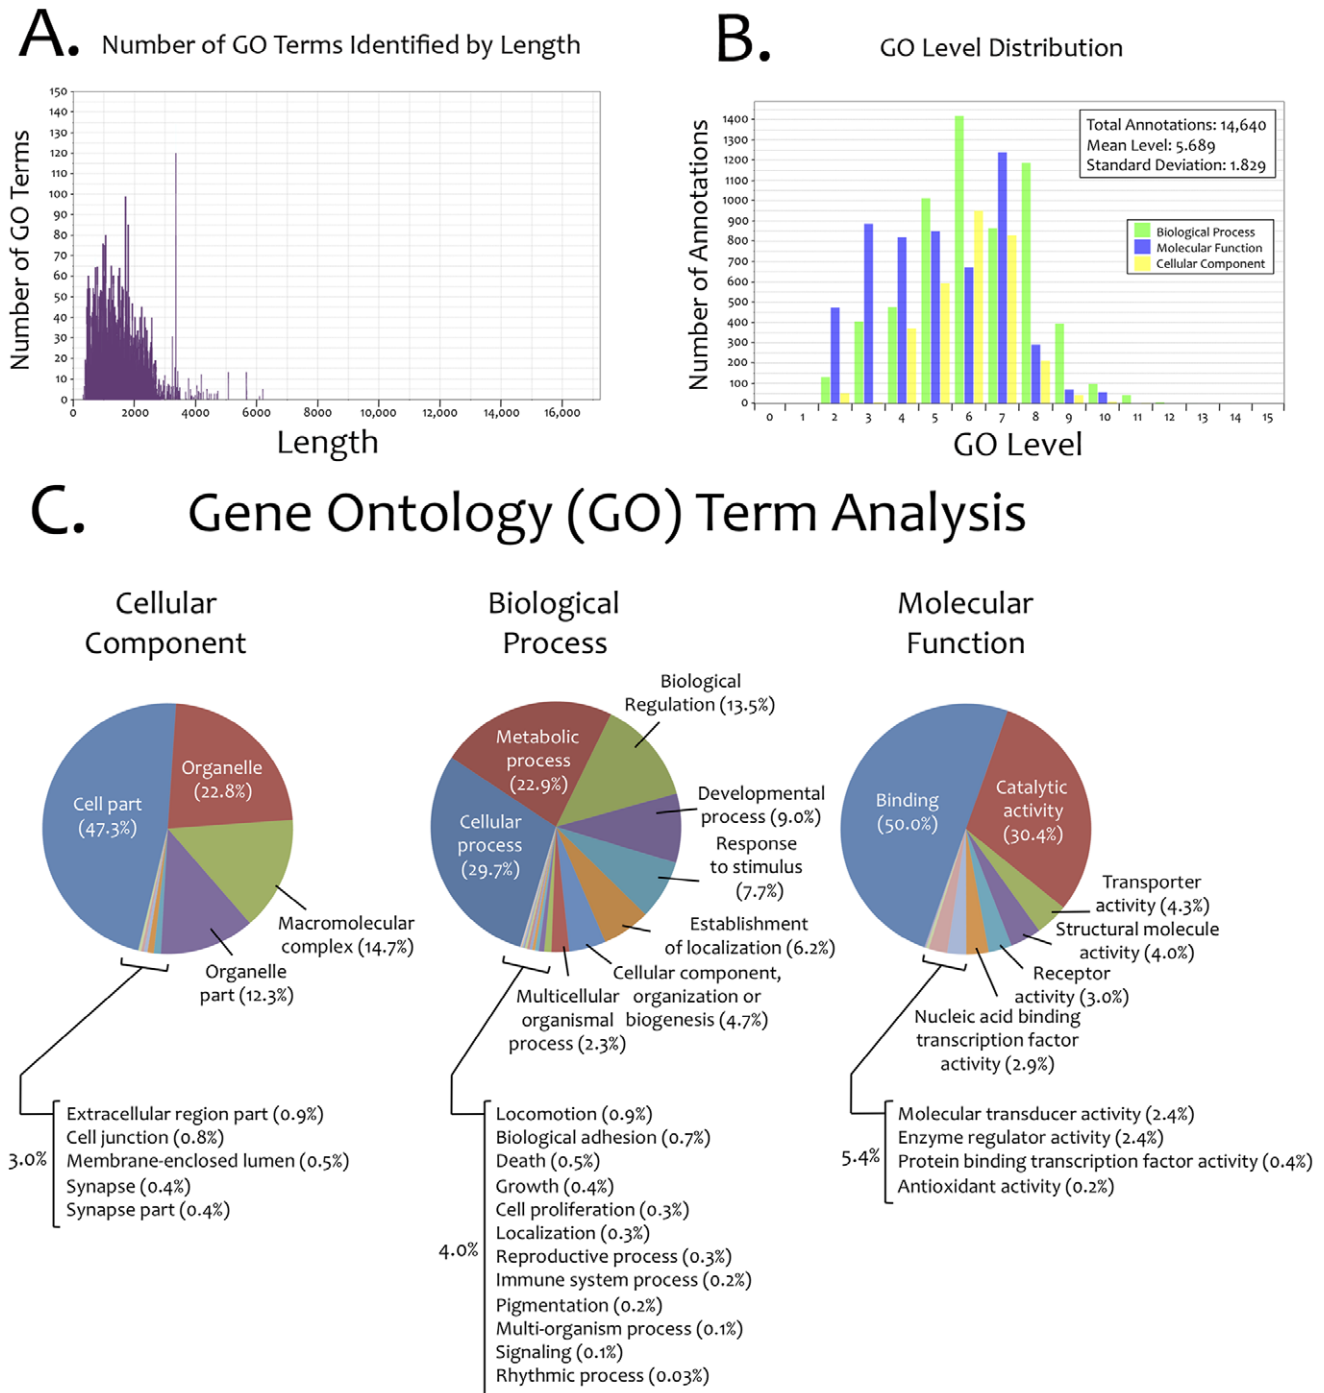 A. Number of GO Terms Identified by Length
Number of GO Terms
150
140
130
120
110
100
90
80
70
60
50
40
30
20
10
0
0 2000 4000 6000 8000 10,000 12,000 14,000 16,000
Length
B. GO Level Distribution
Number of Annotations
1400
1200
1100
1000
900
800
700
600
500
400
300
200
100
0
0 1 2 3 4 5 6 7 8 9 10 11 12 13 14 15
GO Level
Total Annotations: 14,640
Mean Level: 5.689
Standard Deviation: 1.829
Biological Process
Molecular Function
Cellular Component
C. Gene Ontology (GO) Term Analysis
Cellular
Component
Cell part
(47.3%)
Organelle
(22.8%)
Macromolecular
complex (14.7%)
Organelle
part (12.3%)
3.0%
Extracellular region part (0.9%)
Cell junction (0.8%)
Membrane-enclosed lumen (0.5%)
Synapse (0.4%)
Synapse part (0.4%)
Biological
Process
Biological
Regulation (13.5%)
Metabolic
process
(22.9%)
Cellular
process
(29.7%)
Developmental
process (9.0%)
Response
to stimulus
(7.7%)
Establishment
of localization (6.2%)
Cellular component,
organization or
biogenesis (4.7%)
Multicellular
organismal
process (2.3%)
4.0%
Locomotion (0.9%)
Biological adhesion (0.7%)
Death (0.5%)
Growth (0.4%)
Cell proliferation (0.3%)
Localization (0.3%)
Reproductive process (0.3%)
Immune system process (0.2%)
Pigmentation (0.2%)
Multi-organism process (0.1%)
Signaling (0.1%)
Rhythmic process (0.03%)
Molecular
Function
Binding
(50.0%)
Catalytic
activity
(30.4%)
Transporter
activity (4.3%)
Structural molecule
activity (4.0%)
Receptor
activity (3.0%)
Nucleic acid binding
transcription factor
activity (2.9%)
5.4%
Molecular transducer activity (2.4%)
Enzyme regulator activity (2.4%)
Protein binding transcription factor activity (0.4%)
Antioxidant activity (0.2%)